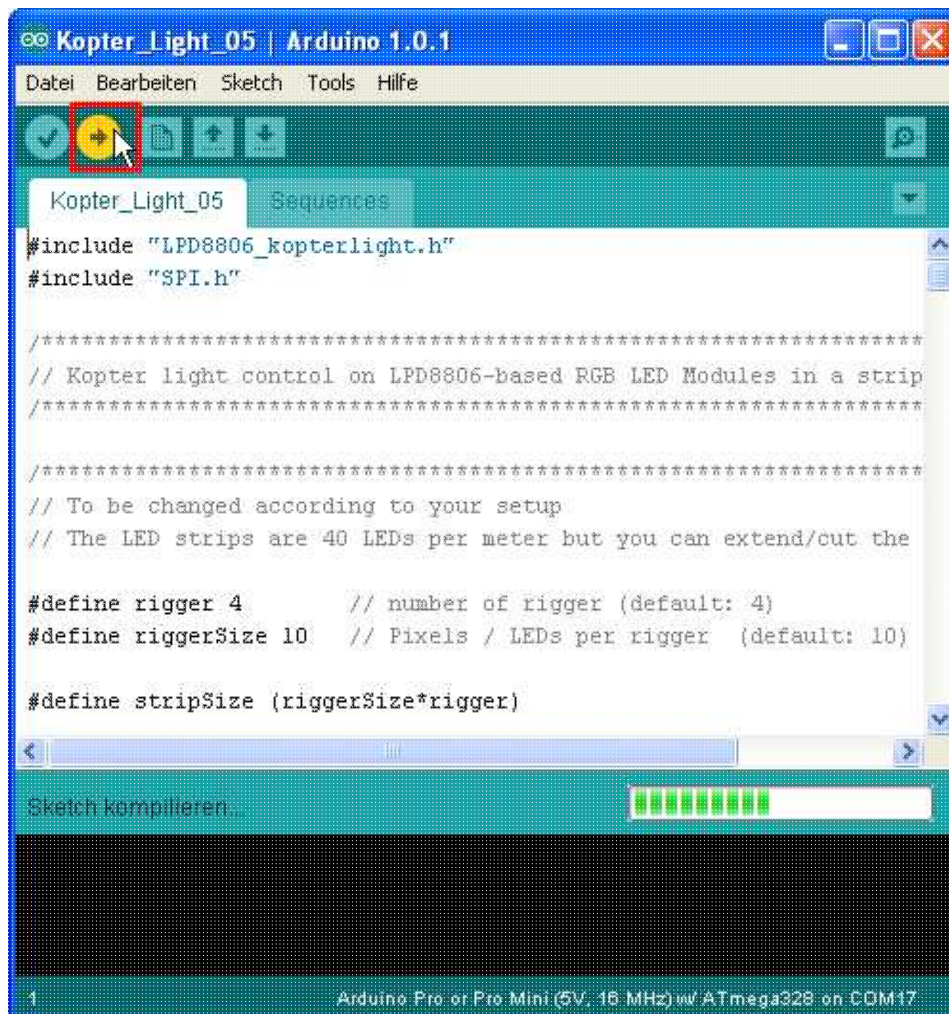 Kopter_Light_05 | Arduino 1.0.1
Datei Bearbeiten Sketch Tools Hilfe
Kopter_Light_05 Sequences
#include "LPD8806_kopterlight.h"
#include "SPI.h"
/******************************************************************
// Kopter light control on LPD8806-based RGB LED Modules in a strip
/******************************************************************
/******************************************************************
// To be changed according to your setup
// The LED strips are 40 LEDs per meter but you can extend/cut the
#define rigger 4 // number of rigger (default: 4)
#define riggerSize 10 // Pixels / LEDs per rigger (default: 10)
#define stripSize (riggerSize*rigger)
Sketch kompilieren...
1 Arduino Pro or Pro Mini (5V, 16 MHz) w/ ATmega328 on COM17